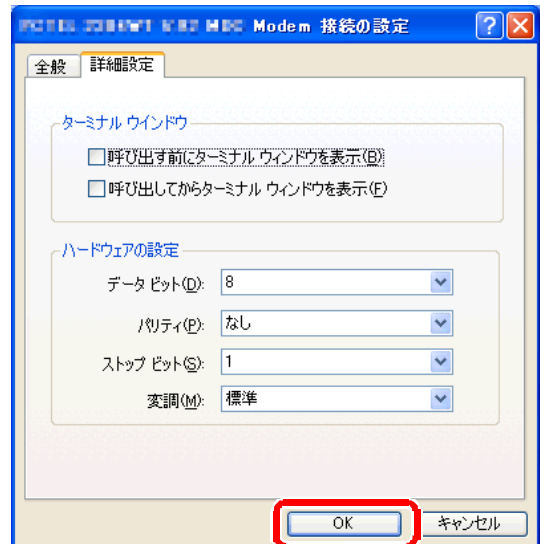 Modem 接続の設定
全般 詳細設定
ターミナル ウインドウ
呼び出す前にターミナル ウィンドウを表示(B)
呼び出してからターミナル ウィンドウを表示(F)
ハードウェアの設定
データ ビット(D): 8
パリティ(P): なし
ストップ ビット(S): 1
変調(M): 標準
OK キャンセル